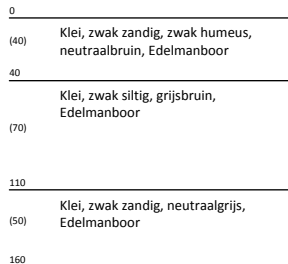 0
(40)
Klei, zwak zandig, zwak humeus,
neutraalbruin, Edelmanboor
40
Klei, zwak siltig, grijsbruin,
Edelmanboor
(70)
110
(50)
Klei, zwak zandig, neutraalgrijs,
Edelmanboor
160